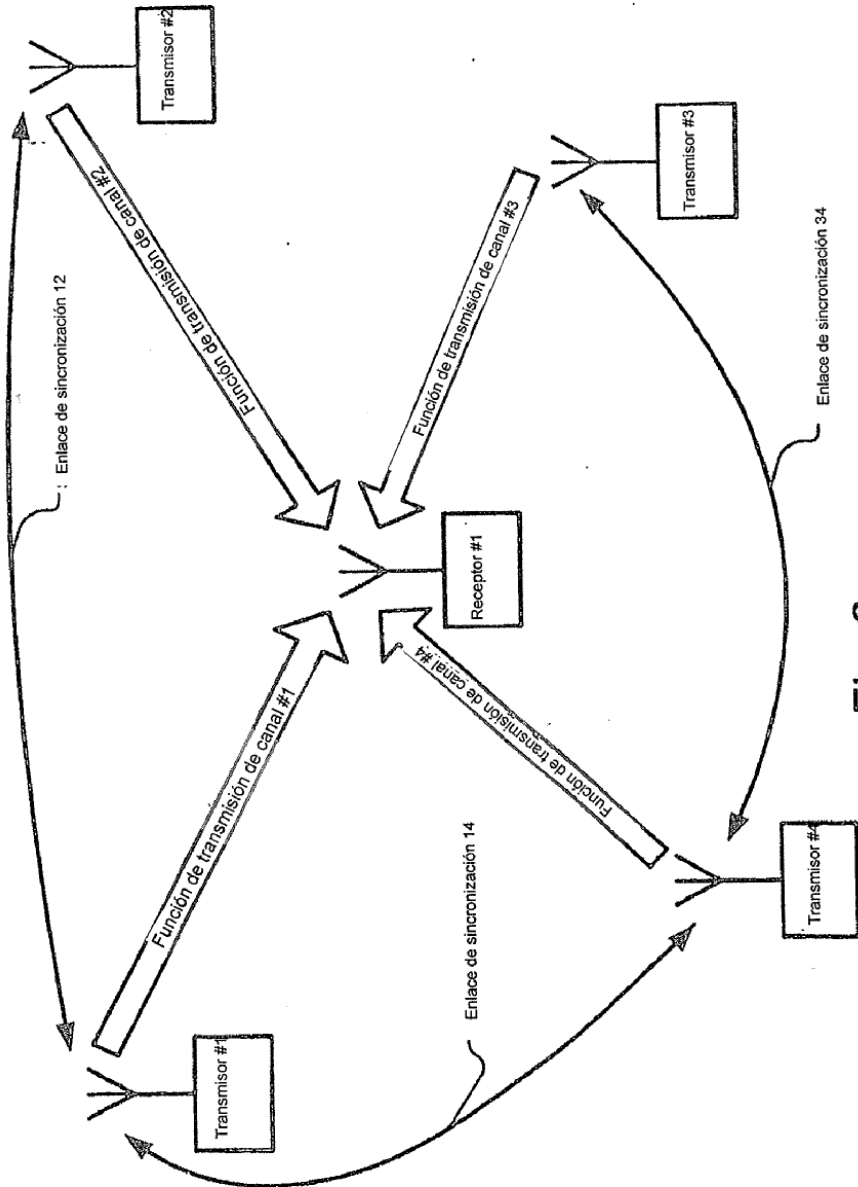 Enlace de sincronización 12
Transmisor #2
Función de transmisión de canal #2
Transmisor #1
Función de transmisión de canal #1
Receptor #1
Función de transmisión de canal #3
Transmisor #3
Función de transmisión
de canal #4
Enlace de sincronización 14
Transmisor #4
Enlace de sincronización 34